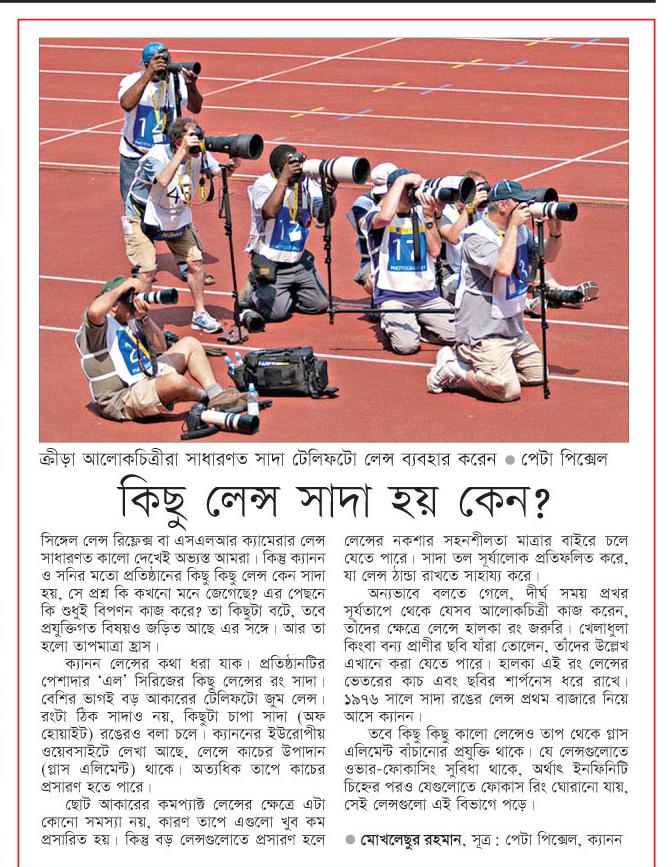 ক্রীড়া আলোকচিত্রীরা সাধারণত সাদা টেলিফটো লেন্স ব্যবহার করেন ● পেটা পিক্সেল
কিছু লেন্স সাদা হয় কেন?
সিঙ্গেল লেন্স রিফ্লেক্স বা এসএলআর ক্যামেরার লেন্স
সাধারণত কালো দেখেই অভ্যস্ত আমরা। কিন্তু ক্যানন
ও সনির মতো প্রতিষ্ঠানের কিছু কিছু লেন্স কেন সাদা
হয়, সে প্রশ্ন কি কখনো মনে জেগেছে? এর পেছনে
কি শুধুই বিপণন কাজ করে? তা কিছুটা বটে, তবে
প্রযুক্তিগত বিষয়ও জড়িত আছে এর সঙ্গে। আর তা
হলো তাপমাত্রা হ্রাস।
ক্যানন লেন্সের কথা ধরা যাক। প্রতিষ্ঠানটির
পেশাদার ‘এল’ সিরিজের কিছু লেন্সের রং সাদা।
বেশির ভাগই বড় আকারের টেলিফটো জুম লেন্স।
রংটা ঠিক সাদাও নয়, কিছুটা চাপা সাদা (অফ
হোয়াইট) রঙেরও বলা চলে। ক্যাননের ইউরোপীয়
ওয়েবসাইটে লেখা আছে, লেন্সে কাচের উপাদান
(গ্লাস এলিমেন্ট) থাকে। অত্যধিক তাপে কাচের
প্রসারণ হতে পারে।
ছোট আকারের কমপ্যাক্ট লেন্সের ক্ষেত্রে এটা
কোনো সমস্যা নয়, কারণ তাপে এগুলো খুব কম
প্রসারিত হয়। কিন্তু বড় লেন্সগুলোতে প্রসারণ হলে
লেন্সের নকশার সহনশীলতা মাত্রার বাইরে চলে
যেতে পারে। সাদা তল সূর্যালোক প্রতিফলিত করে,
যা লেন্স ঠান্ডা রাখতে সাহায্য করে।
অন্যভাবে বলতে গেলে, দীর্ঘ সময় প্রখর
সূর্যতাপে থেকে যেসব আলোকচিত্রী কাজ করেন,
তাঁদের ক্ষেত্রে লেন্সে হালকা রং জরুরি। খেলাধুলা
কিংবা বন্য প্রাণীর ছবি যাঁরা তোলেন, তাঁদের উল্লেখ
এখানে করা যেতে পারে। হালকা এই রং লেন্সের
ভেতরের কাচ এবং ছবির শার্পনেস ধরে রাখে।
১৯৭৬ সালে সাদা রঙের লেন্স প্রথম বাজারে নিয়ে
আসে ক্যানন।
তবে কিছু কিছু কালো লেন্সেও তাপ থেকে গ্লাস
এলিমেন্ট বাঁচানোর প্রযুক্তি থাকে। যে লেন্সগুলোতে
ওভার-ফোকাসিং সুবিধা থাকে, অর্থাৎ ইনফিনিটি
চিহ্নের পরও যেগুলোতে ফোকাস রিং ঘোরানো যায়,
সেই লেন্সগুলো এই বিভাগে পড়ে।
● মোখলেছুর রহমান, সূত্র : পেটা পিক্সেল, ক্যানন